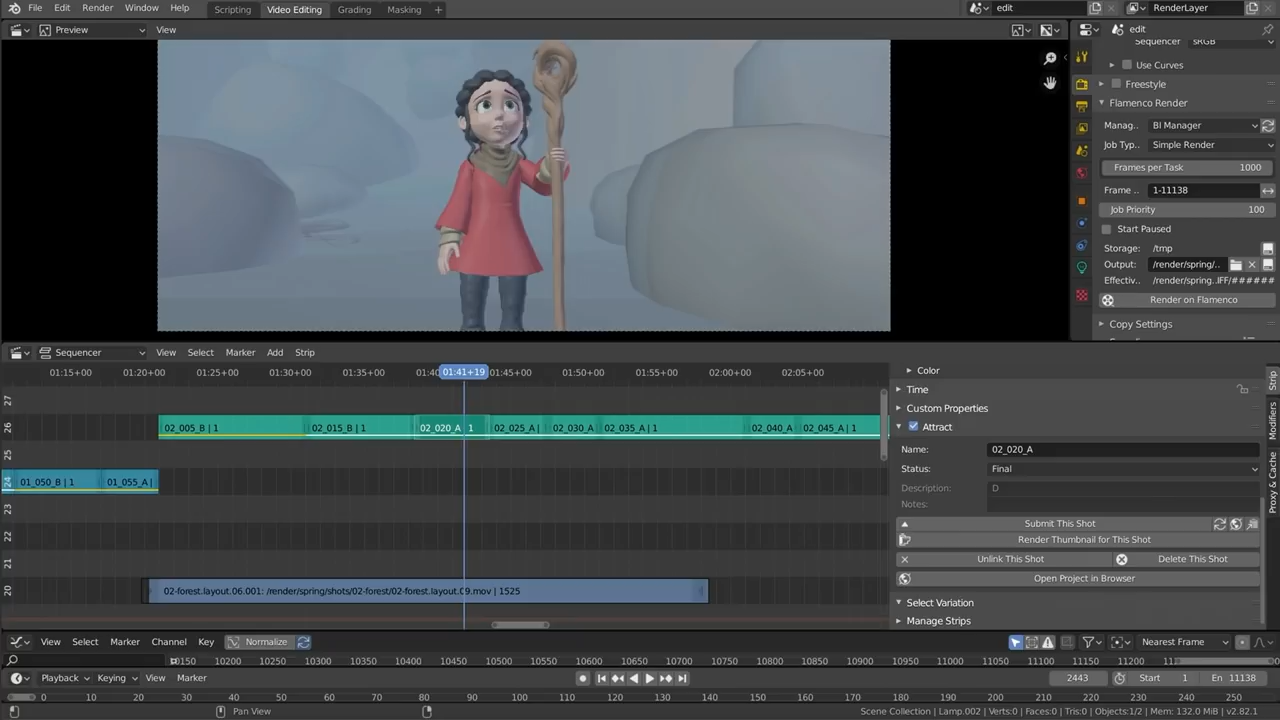 File Edit Render Window Help Scripting Video Editing Grading Masking + edit RenderLayer
Preview View edit
Sequencer sRGB
Use Curves
Freestyle
Flamenco Render
Manag.. BI Manager
Job Typ.. Simple Render
Frames per Task 1000
Frame .. 1-11138
Job Priority 100
Start Paused
Storage: /tmp
Output: /render/spring/..
Effectiv.. /render/spring..IFF/######
Render on Flamenco
Copy Settings
Sequencer View Select Marker Add Strip
01:15+00 01:20+00 01:25+00 01:30+00 01:35+00 01:40 01:41+19 01:45+00 01:50+00 01:55+00 02:00+00 02:05+00
27
26 02_005_B | 1 02_015_B | 1 02_020_A 1 02_025_A | 02_030_A 02_035_A | 1 02_040_A 02_045_A | 1
25
24 01_050_B | 1 01_055_A |
23
22
21
20 02-forest.layout.06.001: /render/spring/shots/02-forest/02-forest.layout.09.mov | 1525
Color
Time
Custom Properties
Attract
Name: 02_020_A
Status: Final
Description: D
Notes:
Submit This Shot
Render Thumbnail for This Shot
Unlink This Shot Delete This Shot
Open Project in Browser
Select Variation
Manage Strips
Strip
Modifiers
Proxy & Cache
View Select Marker Channel Key Normalize Nearest Frame
10150 10200 10250 10300 10350 10400 10450 10500 10550 10600 10650 10700 10750 10800 10850 10900 10950 11000 11050 11100 11150 11200
Playback Keying View Marker 2443 Start 1 En 11138
0 10 20 30 40 50 60 70 80 90 100 110 120 130 140 150 160 170 180 190 200 210 220 230 240 250
Pan View Scene Collection | Lamp.002 | Verts:0 | Faces:0 | Tris:0 | Objects:1/2 | Mem: 132.0 MiB | v2.82.1